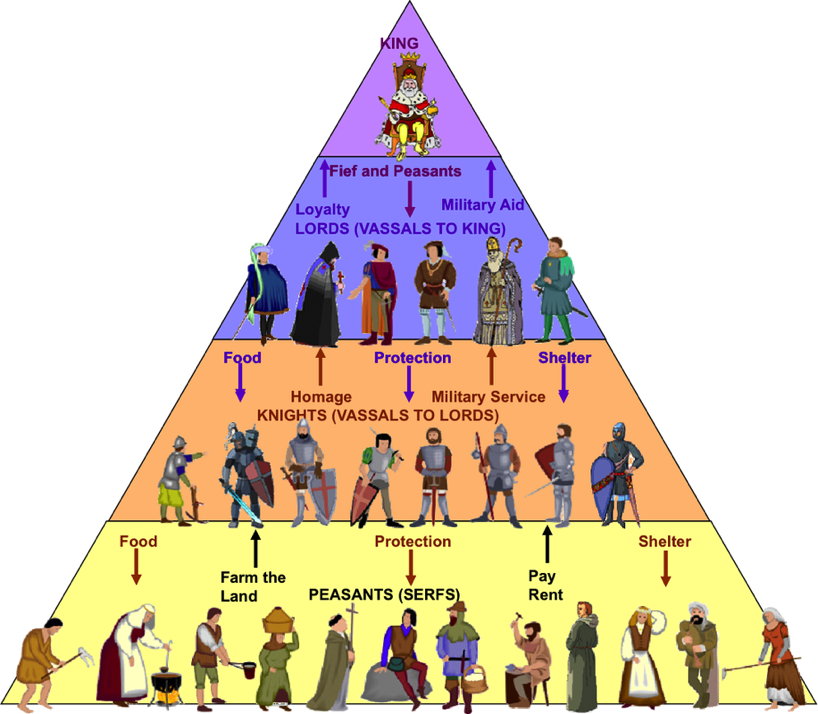 KING
Fief and Peasants
Loyalty
Military Aid
LORDS (VASSALS TO KING)
Food
Protection
Shelter
Homage
Military Service
KNIGHTS (VASSALS TO LORDS)
Food
Protection
Shelter
Farm the
Land
Pay
Rent
PEASANTS (SERFS)